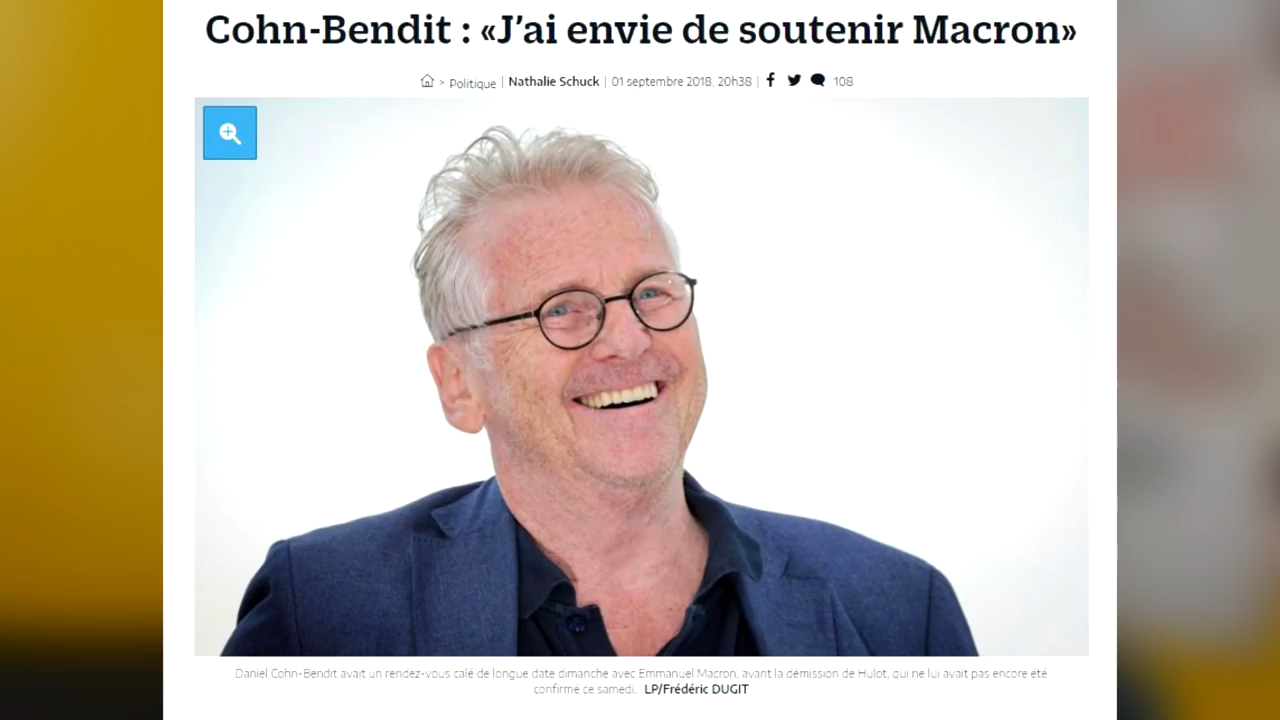 Cohn-Bendit : «J’ai envie de soutenir Macron»
> Politique | Nathalie Schuck | 01 septembre 2018, 20h38 | 108
Daniel Cohn-Bendit avait un rendez-vous calé de longue date dimanche avec Emmanuel Macron, avant la démission de Hulot, qui ne lui avait pas encore été
confirmé ce samedi. LP/Frédéric DUGIT